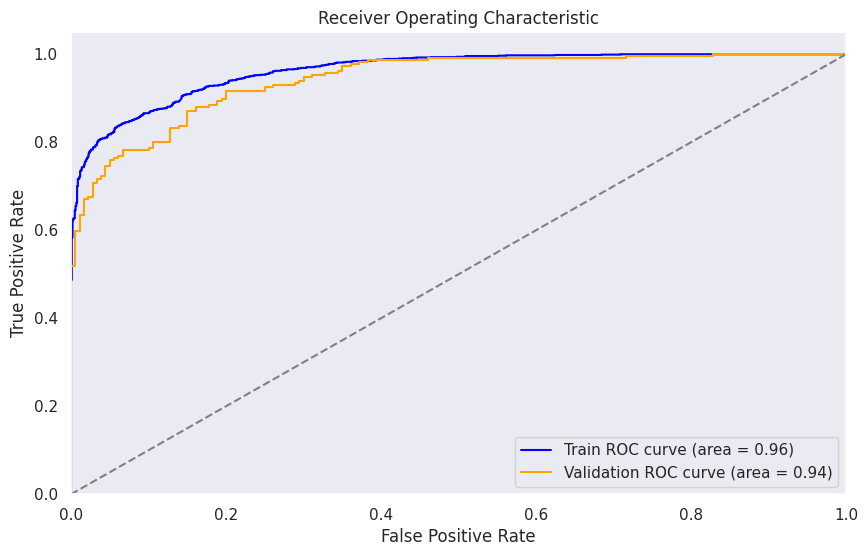 Receiver Operating Characteristic
True Positive Rate
1.0
0.8
0.6
0.4
0.2
0.0
0.0 0.2 0.4 0.6 0.8 1.0
False Positive Rate
Train ROC curve (area = 0.96)
Validation ROC curve (area = 0.94)